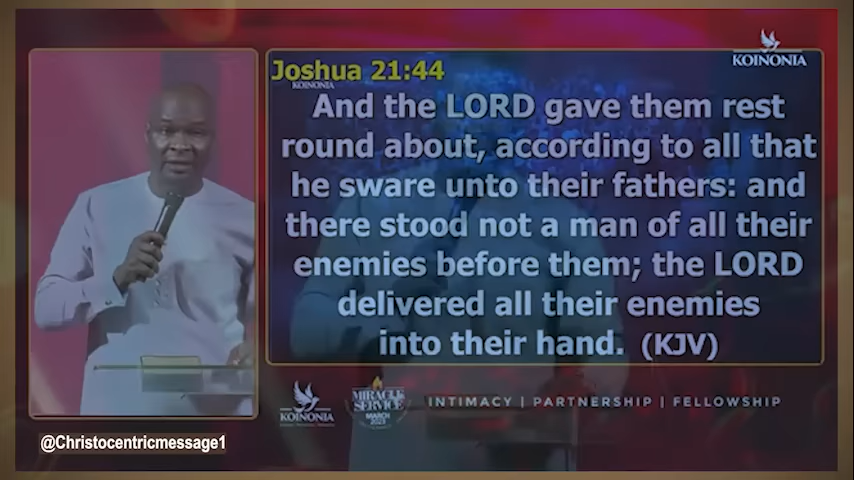 KOINONIA
Joshua 21:44
KOINONIA
And the LORD gave them rest
round about, according to all that
he sware unto their fathers: and
there stood not a man of all their
enemies before them; the LORD
delivered all their enemies
into their hand. (KJV)
KOINONIA
MIRACLE
SERVICE
MARCH
2023
INTIMACY | PARTNERSHIP | FELLOWSHIP
@Christocentricmessage1